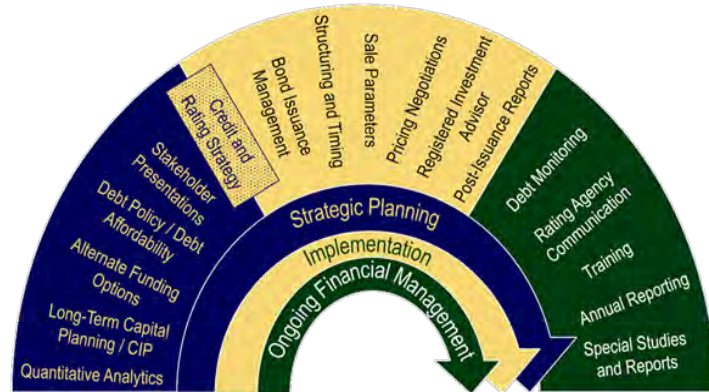 Quantitative Analytics
Long-Term Capital
Planning / CIP
Alternate Funding
Options
Debt Policy / Debt
Affordability
Stakeholder
Presentations
Credit and
Rating Strategy
Bond Issuance
Management
Structuring and Timing
Sale Parameters
Pricing Negotiations
Registered Investment
Advisor
Post-Issuance Reports
Debt Monitoring
Rating Agency
Communication
Training
Annual Reporting
Special Studies
and Reports
Strategic Planning
Implementation
Ongoing Financial Management